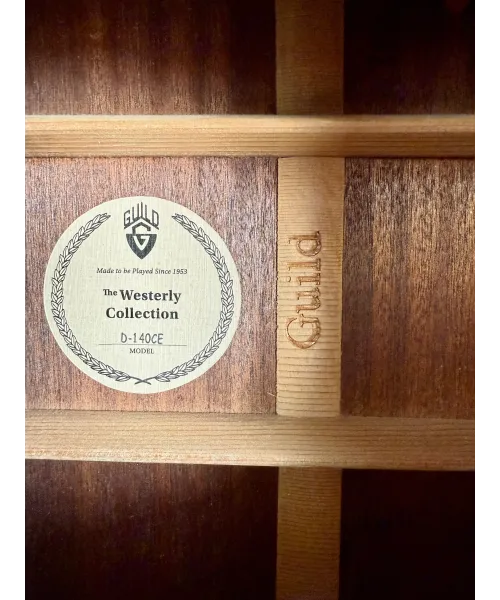 GUILD
G
Made to be Played Since 1953
The Westerly
Collection
D-140CE
MODEL
Guild